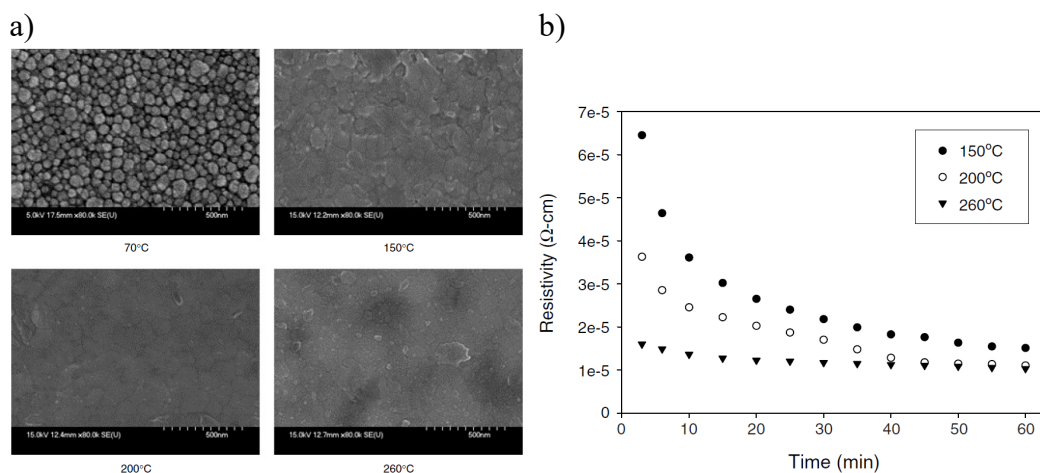 a)
5.0kV 17.5mm x80.0k SE(U) 500nm
70°C
15.0kV 12.2mm x80.0k SE(U) 500nm
150°C
15.0kV 12.4mm x80.0k SE(U) 500nm
200°C
15.0kV 12.7mm x80.0k SE(U) 500nm
260°C
b)
Resistivity (Ω-cm)
7e-5
6e-5
5e-5
4e-5
3e-5
2e-5
1e-5
0
150°C
200°C
260°C
0 10 20 30 40 50 60
Time (min)